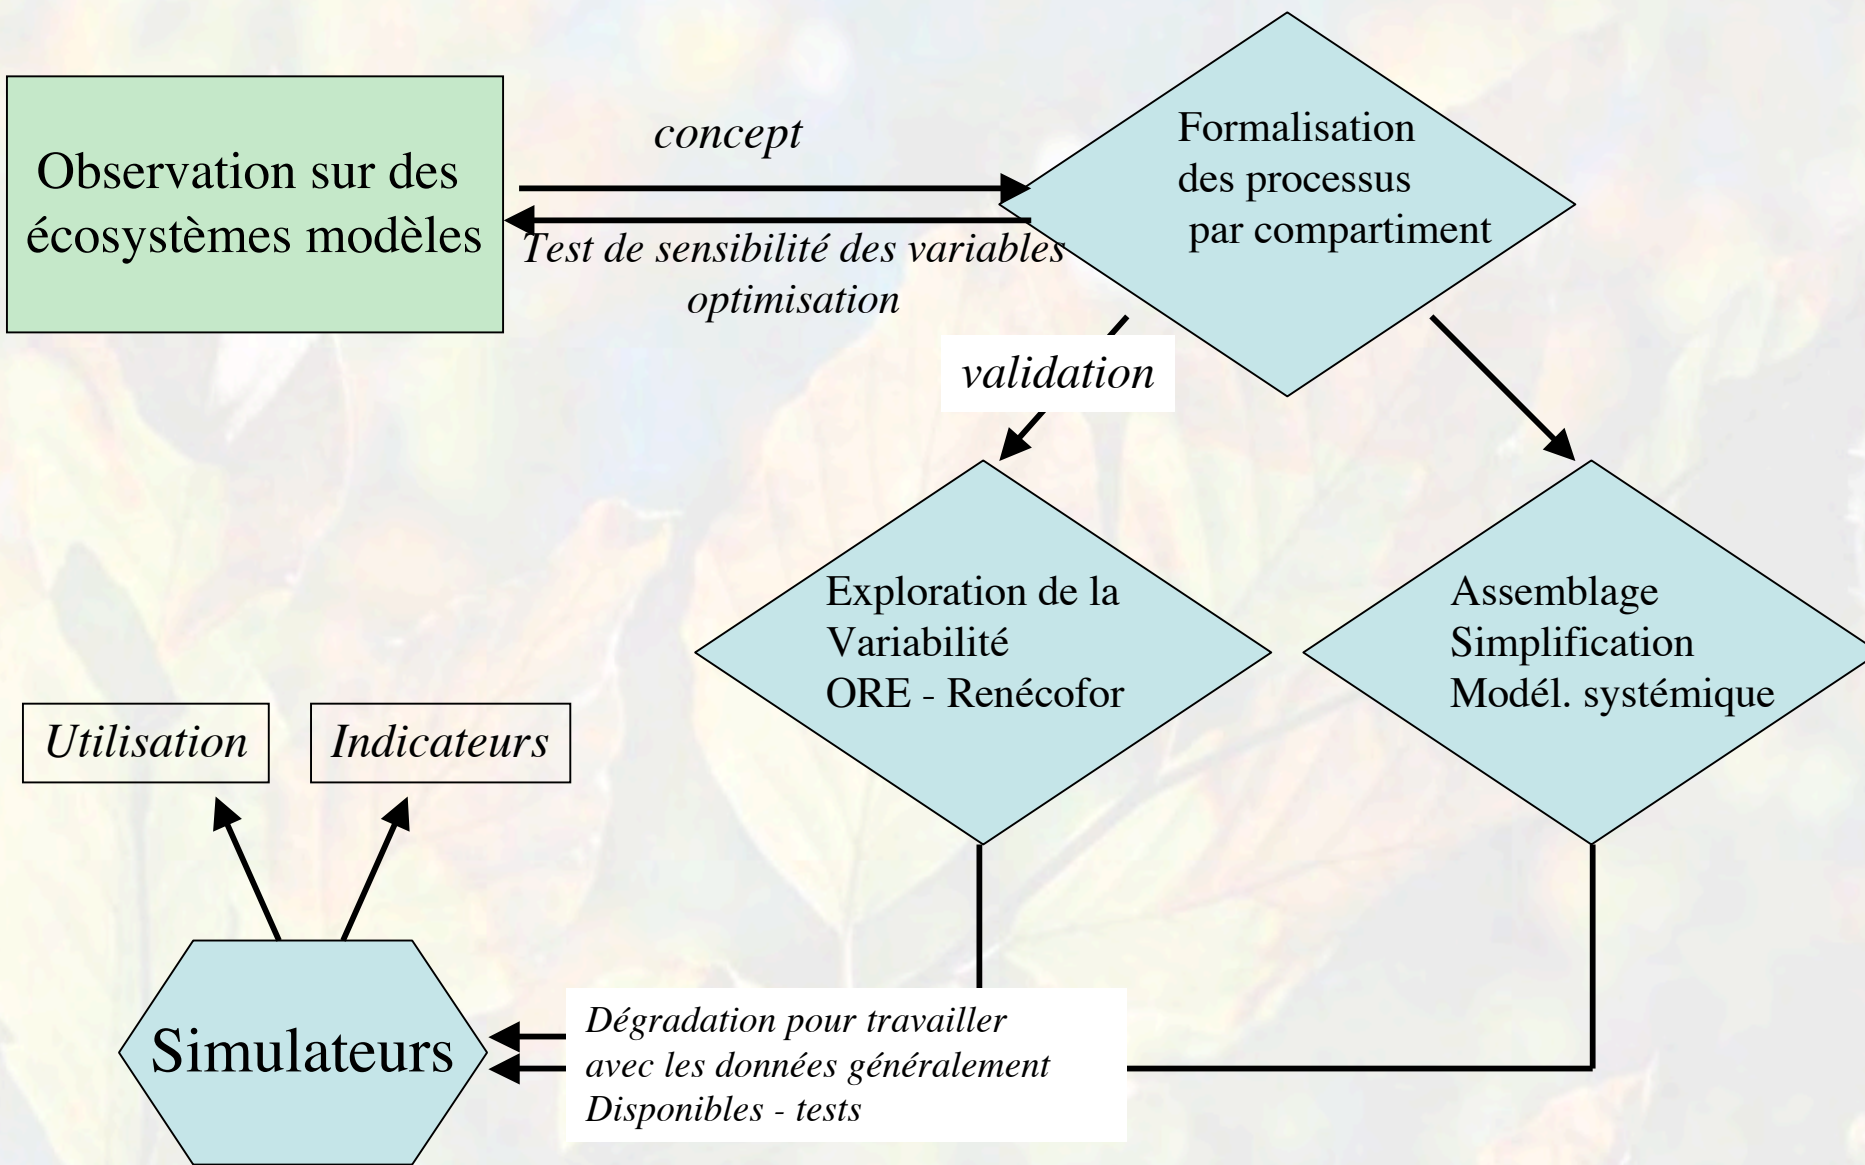 Observation sur des
écosystèmes modèles
concept
Test de sensibilité des variables
optimisation
Formalisation
des processus
par compartiment
validation
Exploration de la
Variabilité
ORE - Renécofor
Assemblage
Simplification
Modél. systémique
Utilisation
Indicateurs
Simulateurs
Dégradation pour travailler
avec les données généralement
Disponibles - tests